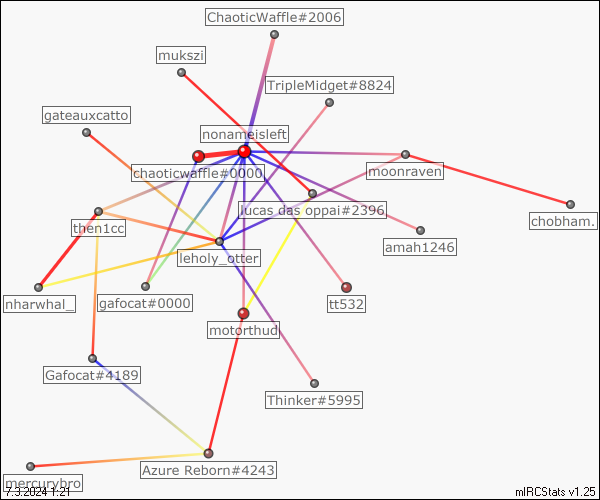 ChaoticWaffle#2006
mukszi
TripleMidget#8824
gateauxcatto
nonameisleft
chaoticwaffle#0000
moonraven
lucas das oppai#2396
chobham.
then1cc
amah1246
leholy_otter
nharwhal_
gafocat#0000
tt532
motorthud
Gafocat#4189
Thinker#5995
Azure Reborn#4243
mercurybro
7.3.2024 1:21
mIRCStats v1.25